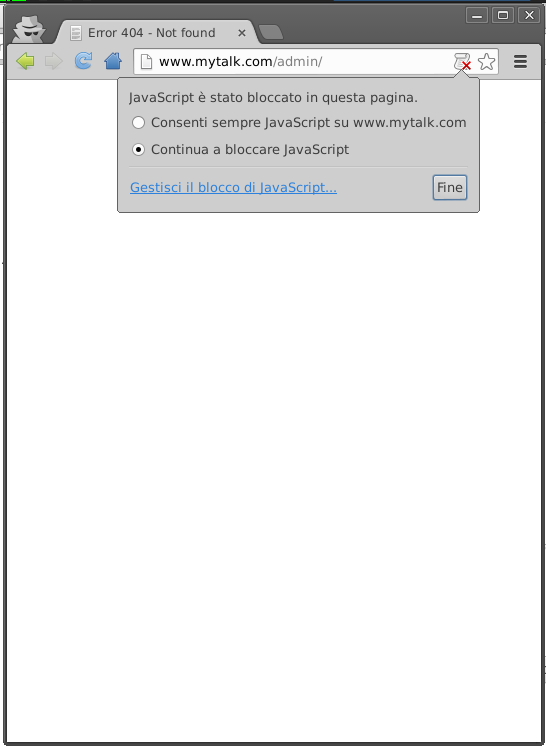 Error 404 - Not found
www.mytalk.com/admin/
JavaScript è stato bloccato in questa pagina.
Consenti sempre JavaScript su www.mytalk.com
Continua a bloccare JavaScript
Gestisci il blocco di JavaScript...
Fine